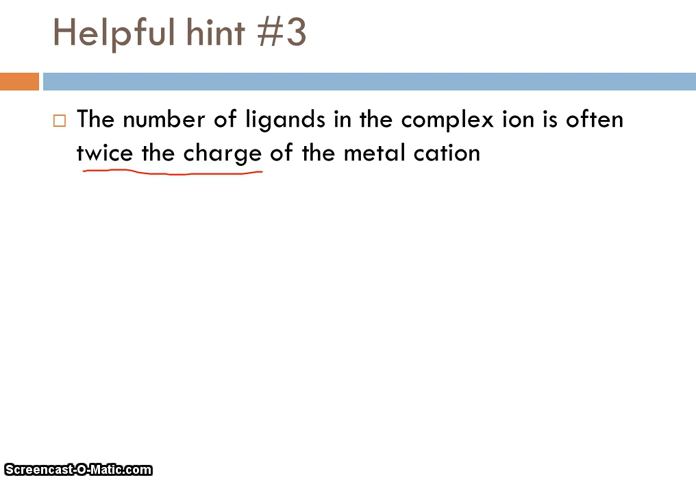 Helpful hint #3
The number of ligands in the complex ion is often
twice the charge of the metal cation
Screencast-O-Matic.com